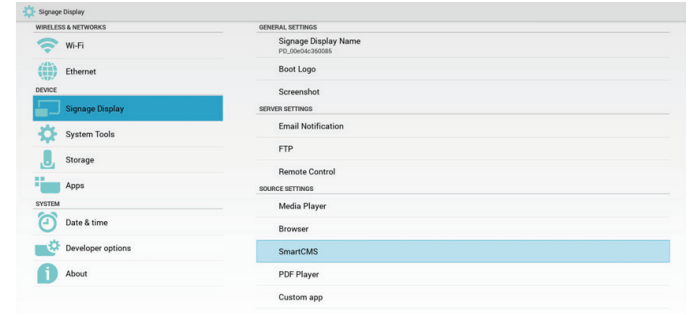 Signage Display
WIRELESS & NETWORKS
Wi-Fi
Ethernet
DEVICE
Signage Display
System Tools
Storage
Apps
SYSTEM
Date & time
Developer options
About
GENERAL SETTINGS
Signage Display Name
PD_00e04c360085
Boot Logo
Screenshot
SERVER SETTINGS
Email Notification
FTP
Remote Control
SOURCE SETTINGS
Media Player
Browser
SmartCMS
PDF Player
Custom app